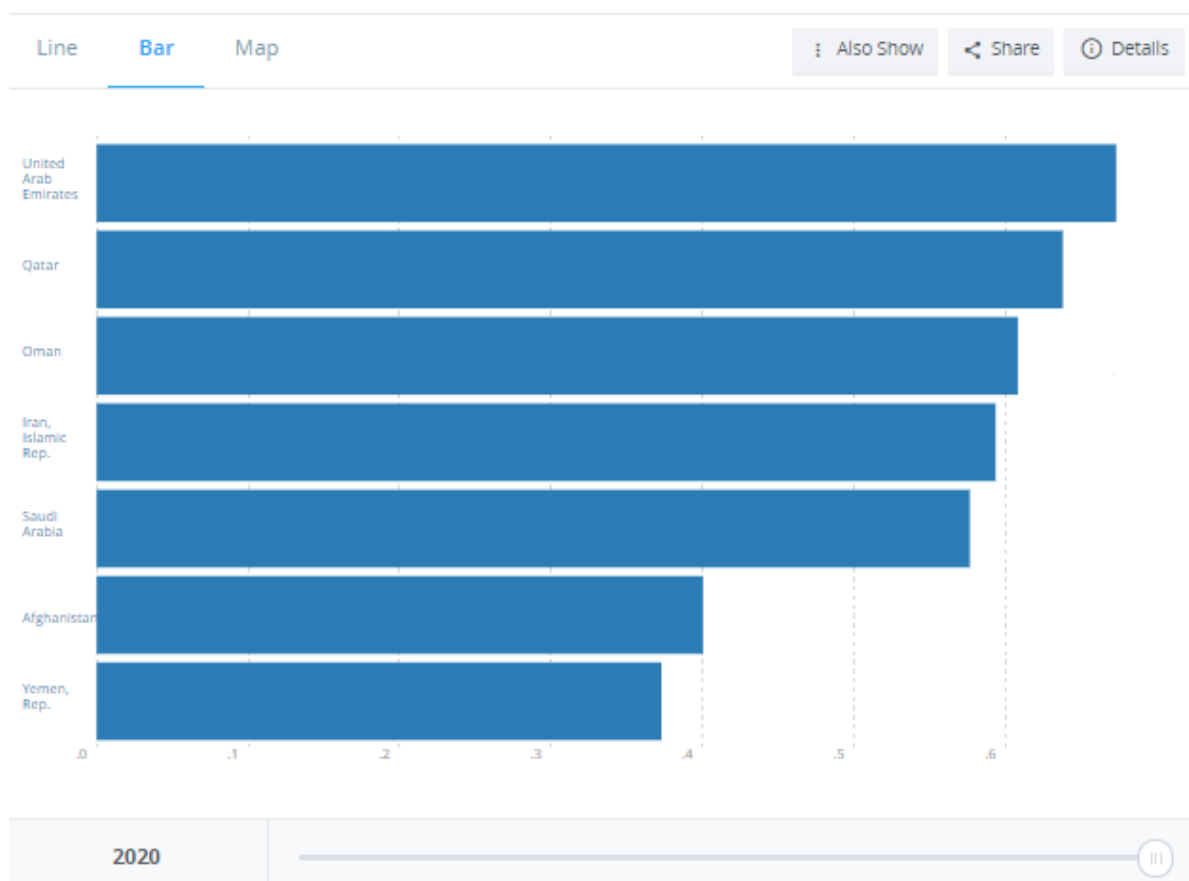 Line Bar Map Also Show Share Details
United
Arab
Emirates
Qatar
Oman
Iran,
Islamic
Rep.
Saudi
Arabia
Afghanistan
Yemen,
Rep.
.0 .1 .2 .3 .4 .5 .6
2020